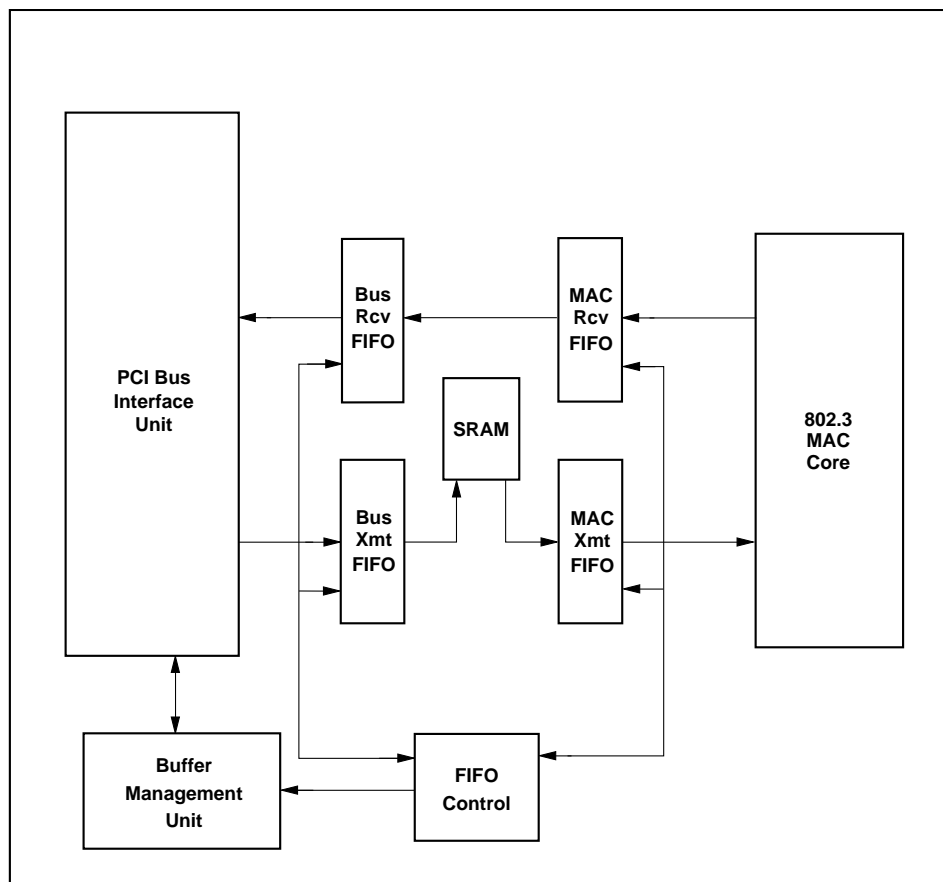 Bus
Rcv
FIFO
MAC
Rcv
FIFO
PCI Bus
Interface
Unit
SRAM
802.3
MAC
Core
Bus
Xmt
FIFO
MAC
Xmt
FIFO
Buffer
Management
Unit
FIFO
Control